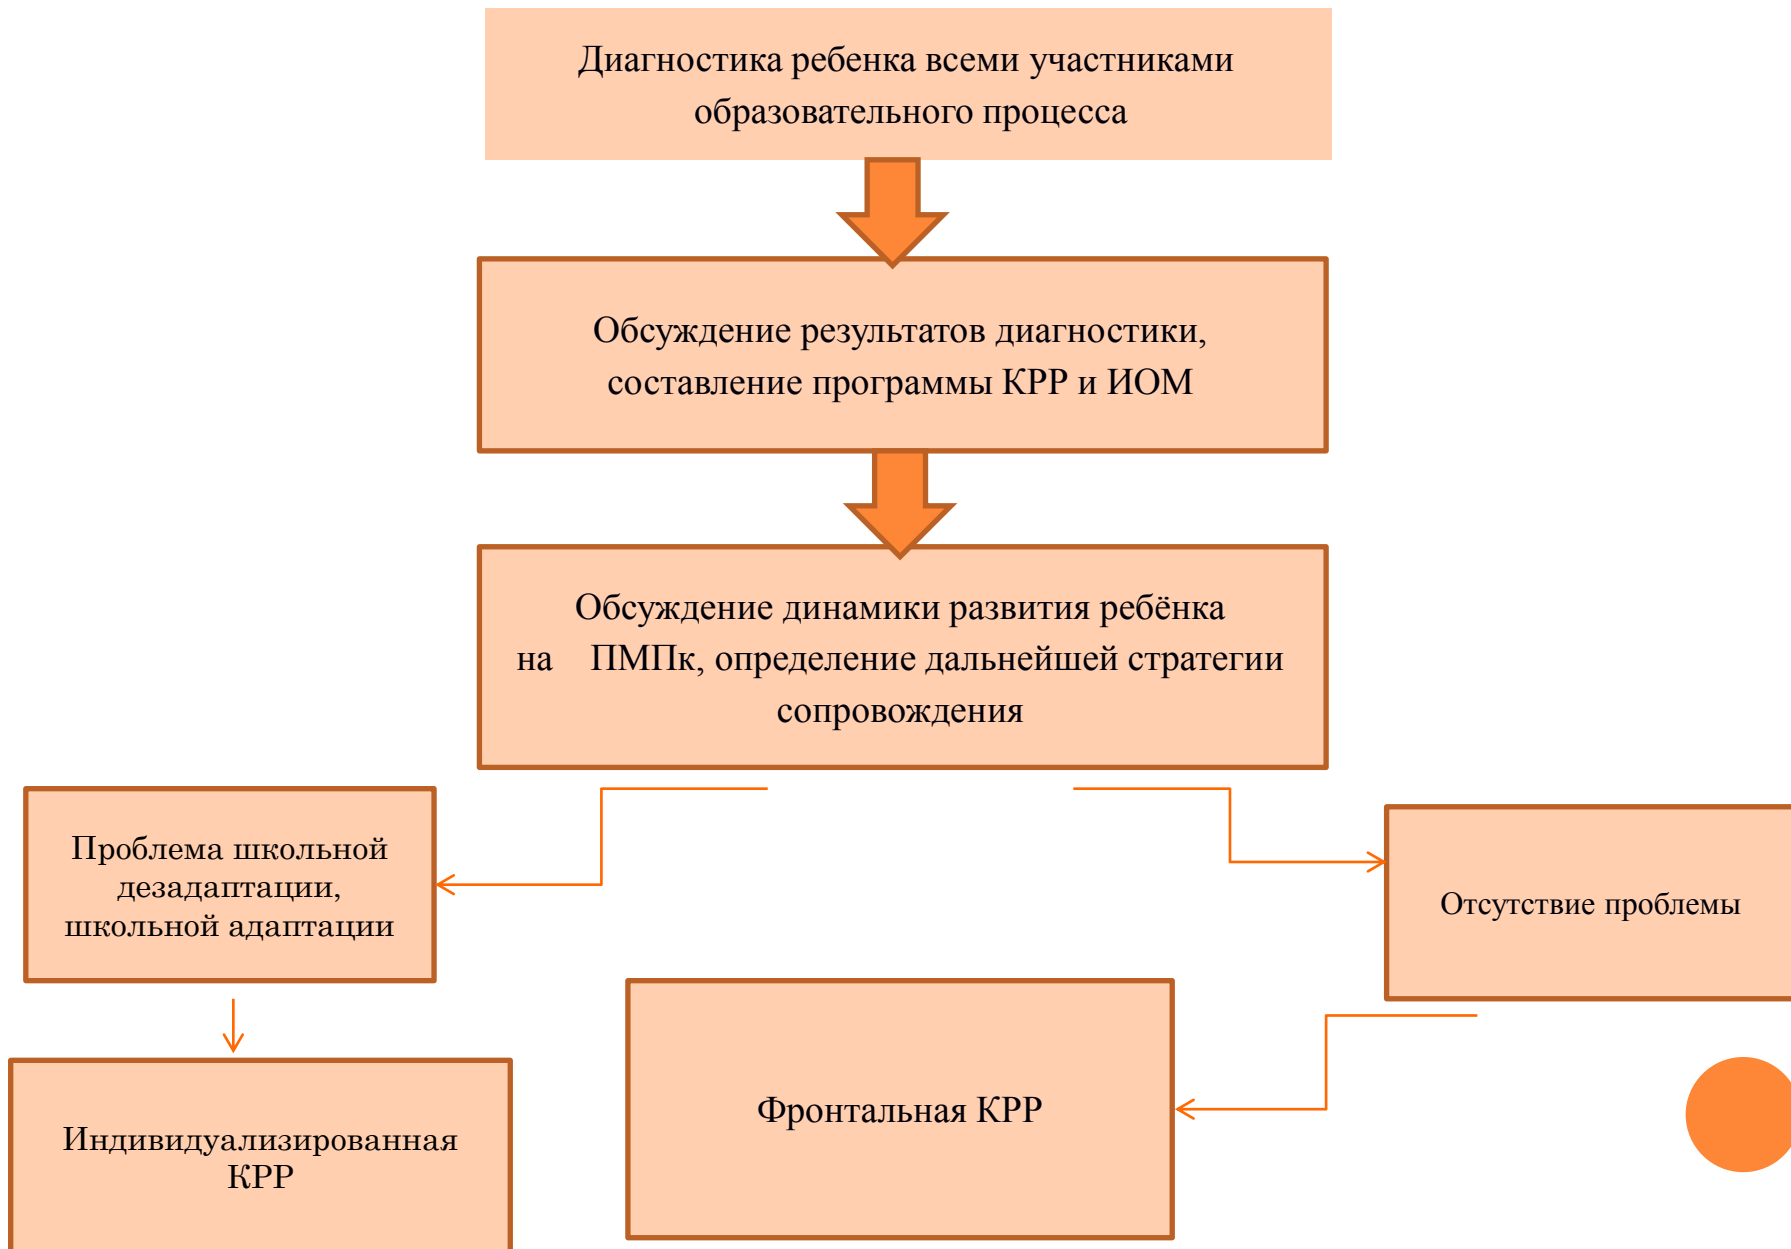 Диагностика ребенка всеми участниками
образовательного процесса
Обсуждение результатов диагностики,
составление программы КРР и ИОМ
Обсуждение динамики развития ребёнка
на ПМПк, определение дальнейшей стратегии
сопровождения
Проблема школьной
дезадаптации,
школьной адаптации
Отсутствие проблемы
Индивидуализированная
КРР
Фронтальная КРР